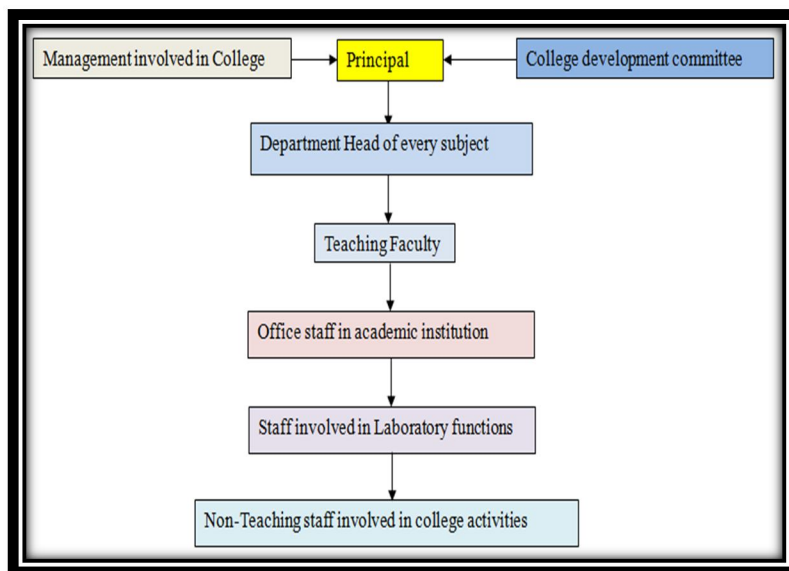 Management involved in College
Principal
College development committee
Department Head of every subject
Teaching Faculty
Office staff in academic institution
Staff involved in Laboratory functions
Non-Teaching staff involved in college activities